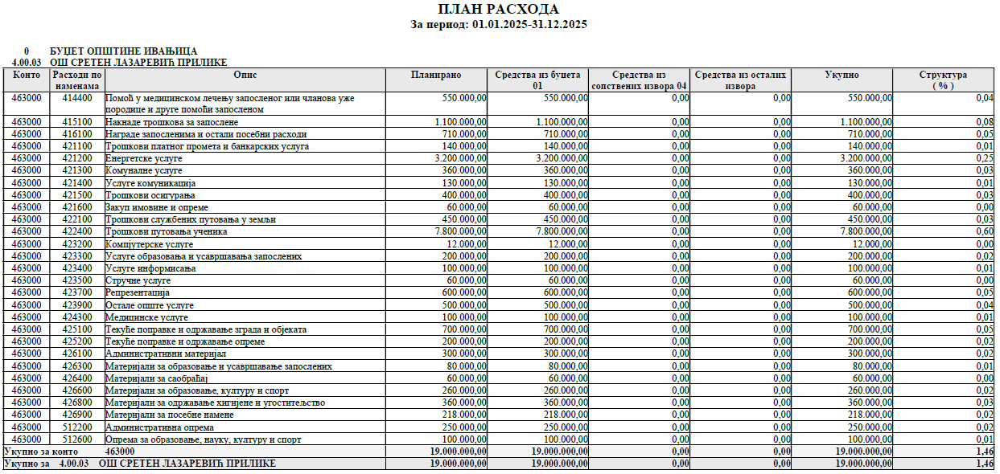 ПЛАН РАСХОДА
За период: 01.01.2025-31.12.2025
0 БУЏЕТ ОПШТИНЕ ИВАЊИЦА
4.00.03 ОШ СРЕТЕН ЛАЗАРЕВИЋ ПРИЛИКЕ
Конто Расходи по наменама Опис Планирано Средства из буџета 01 Средства из сопствених извора 04 Средства из осталих извора Укупно Структура ( % )
463000 414400 Помоћ у медицинском лечењу запосленог или чланова уже 550.000,00 550.000,00 0,00 0,00 550.000,00 0,04
породице и друге помоћи запосленом
463000 415100 Накнаде трошкова за запослене 1.100.000,00 1.100.000,00 0,00 0,00 1.100.000,00 0,08
463000 416100 Награде запосленима и остали посебни расходи 710.000,00 710.000,00 0,00 0,00 710.000,00 0,05
463000 421100 Трошкови платног промета и банкарских услуга 140.000,00 140.000,00 0,00 0,00 140.000,00 0,01
463000 421200 Енергетске услуге 3.200.000,00 3.200.000,00 0,00 0,00 3.200.000,00 0,25
463000 421300 Комуналне услуге 360.000,00 360.000,00 0,00 0,00 360.000,00 0,03
463000 421400 Услуге комуникација 130.000,00 130.000,00 0,00 0,00 130.000,00 0,01
463000 421500 Трошкови осигурања 400.000,00 400.000,00 0,00 0,00 400.000,00 0,03
463000 421600 Закуп имовине и опреме 60.000,00 60.000,00 0,00 0,00 60.000,00 0,00
463000 422100 Трошкови службених путовања у земљи 450.000,00 450.000,00 0,00 0,00 450.000,00 0,03
463000 422400 Трошкови путовања ученика 7.800.000,00 7.800.000,00 0,00 0,00 7.800.000,00 0,60
463000 423200 Компјутерске услуге 12.000,00 12.000,00 0,00 0,00 12.000,00 0,00
463000 423300 Услуге образовања и усавршавања запослених 200.000,00 200.000,00 0,00 0,00 200.000,00 0,02
463000 423400 Услуге информисања 100.000,00 100.000,00 0,00 0,00 100.000,00 0,01
463000 423500 Стручне услуге 60.000,00 60.000,00 0,00 0,00 60.000,00 0,00
463000 423700 Репрезентација 600.000,00 600.000,00 0,00 0,00 600.000,00 0,05
463000 423900 Остале опште услуге 500.000,00 500.000,00 0,00 0,00 500.000,00 0,04
463000 424300 Медицинске услуге 100.000,00 100.000,00 0,00 0,00 100.000,00 0,01
463000 425100 Текуће поправке и одржавање зграда и објеката 700.000,00 700.000,00 0,00 0,00 700.000,00 0,05
463000 425200 Текуће поправке и одржавање опреме 200.000,00 200.000,00 0,00 0,00 200.000,00 0,02
463000 426100 Административни материјал 300.000,00 300.000,00 0,00 0,00 300.000,00 0,02
463000 426300 Материјали за образовање и усавршавање запослених 80.000,00 80.000,00 0,00 0,00 80.000,00 0,01
463000 426400 Материјали за саобраћај 60.000,00 60.000,00 0,00 0,00 60.000,00 0,00
463000 426600 Материјали за образовање, културу и спорт 260.000,00 260.000,00 0,00 0,00 260.000,00 0,02
463000 426800 Материјали за одржавање хигијене и угоститељство 360.000,00 360.000,00 0,00 0,00 360.000,00 0,03
463000 426900 Материјали за посебне намене 218.000,00 218.000,00 0,00 0,00 218.000,00 0,02
463000 512200 Административна опрема 250.000,00 250.000,00 0,00 0,00 250.000,00 0,02
463000 512600 Опрема за образовање, науку, културу и спорт 100.000,00 100.000,00 0,00 0,00 100.000,00 0,01
Укупно за конто 463000 19.000.000,00 19.000.000,00 0,00 0,00 19.000.000,00 1,46
Укупно за 4.00.03 ОШ СРЕТЕН ЛАЗАРЕВИЋ ПРИЛИКЕ 19.000.000,00 19.000.000,00 0,00 0,00 19.000.000,00 1,46